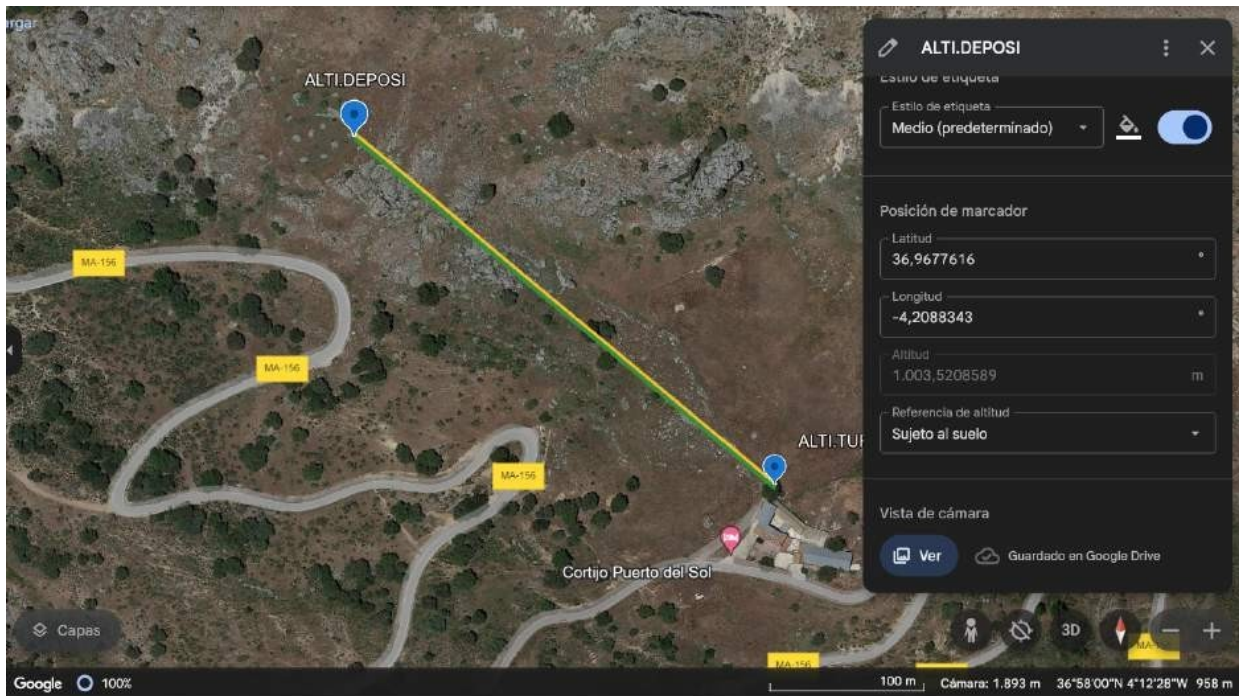 rgar
ALTI.DEPOSI
MA-156
MA-156
MA-156
ALTI.TUR
Cortijo Puerto del Sol
Capas
Google 100%
MA-156
100 m
Cámara: 1.893 m 36°58'00"N 4°12'28"W 958 m
3D
ALTI.DEPOSI
Estilo de etiqueta
Estilo de etiqueta
Medio (predeterminado)
Posición de marcador
Latitud
36,9677616 °
Longitud
-4,2088343 °
Altitud
1.003,5208589 m
Referencia de altitud
Sujeto al suelo
Vista de cámara
Ver
Guardado en Google Drive